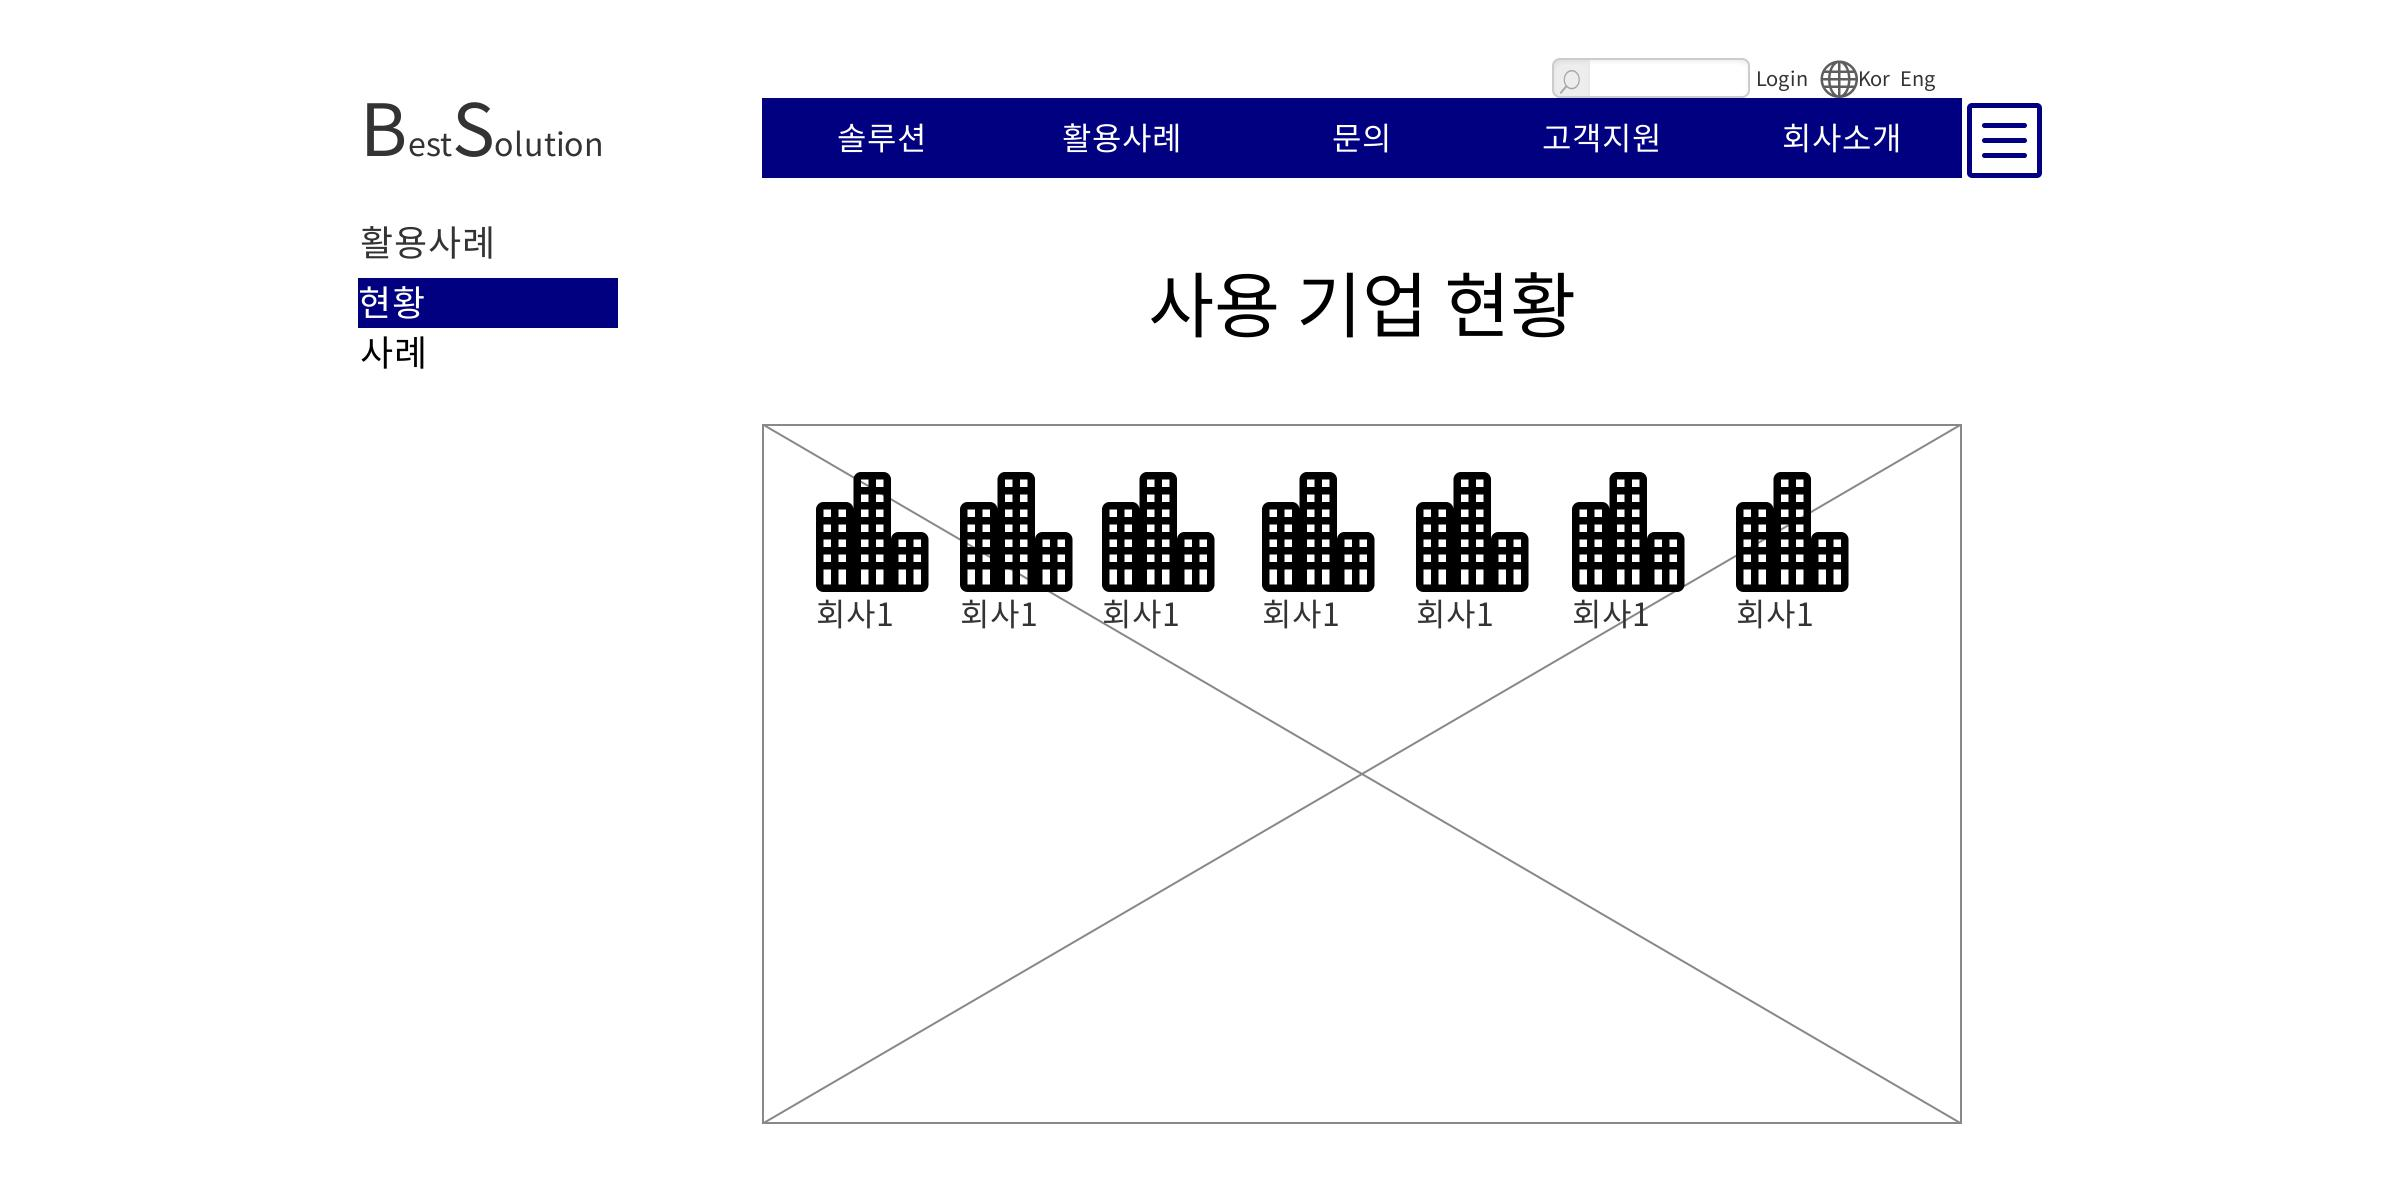 Login Kor Eng
BestSolution
솔루션 활용사례 문의 고객지원 회사소개
활용사례
현황
사례
사용 기업 현황
회사1 회사1 회사1 회사1 회사1 회사1 회사1